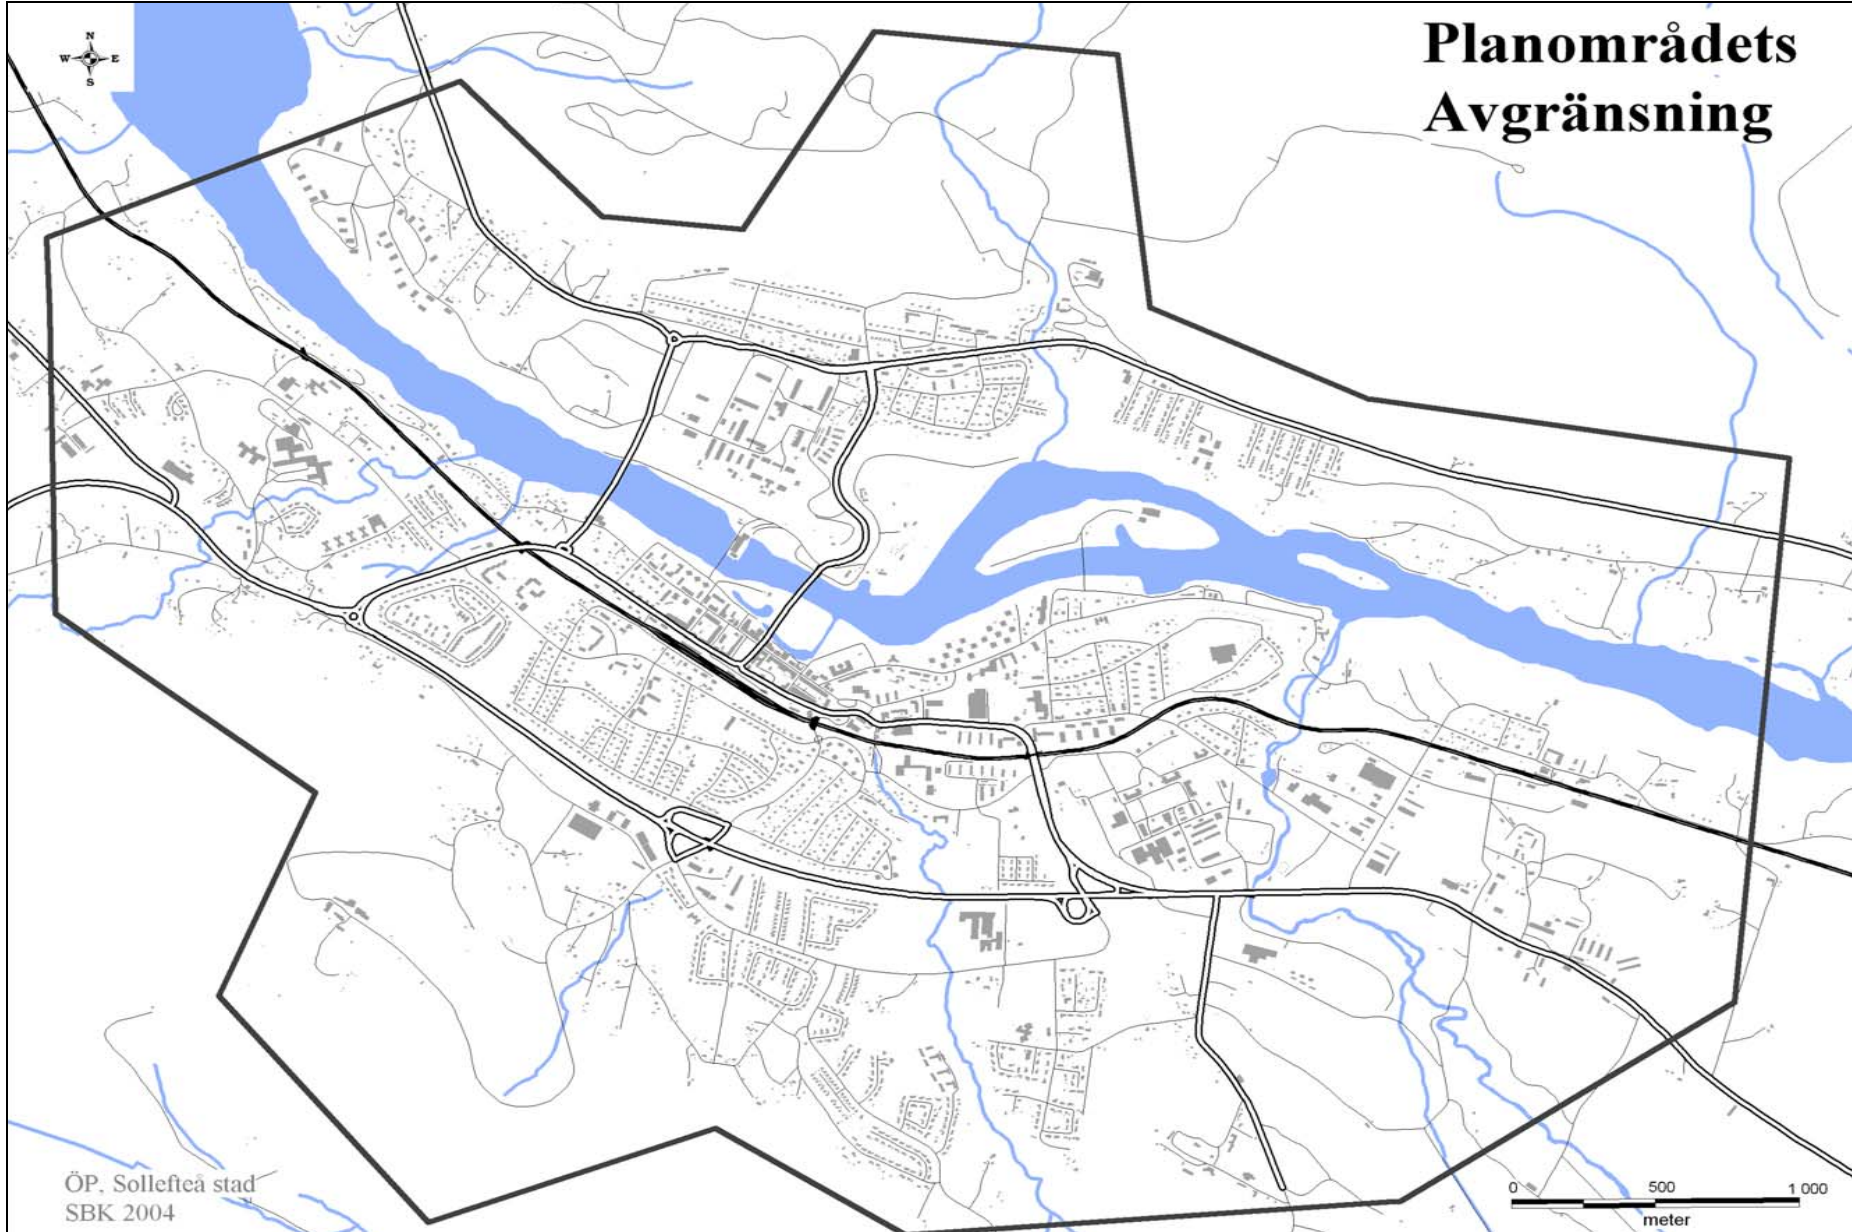 Planområdets
Avgränsning
N
W E
S
ÖP, Sollefteå stad
SBK 2004
0 500 1 000
meter